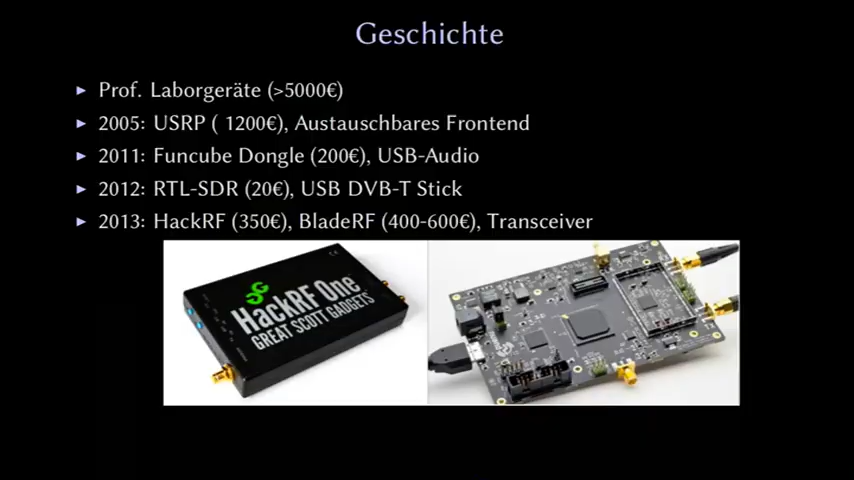 Geschichte
Prof. Laborgeräte (>5000€)
2005: USRP ( 1200€), Austauschbares Frontend
2011: Funcube Dongle (200€), USB-Audio
2012: RTL-SDR (20€), USB DVB-T Stick
2013: HackRF (350€), BladeRF (400-600€), Transceiver
HackRF One
GREAT SCOTT GADGETS